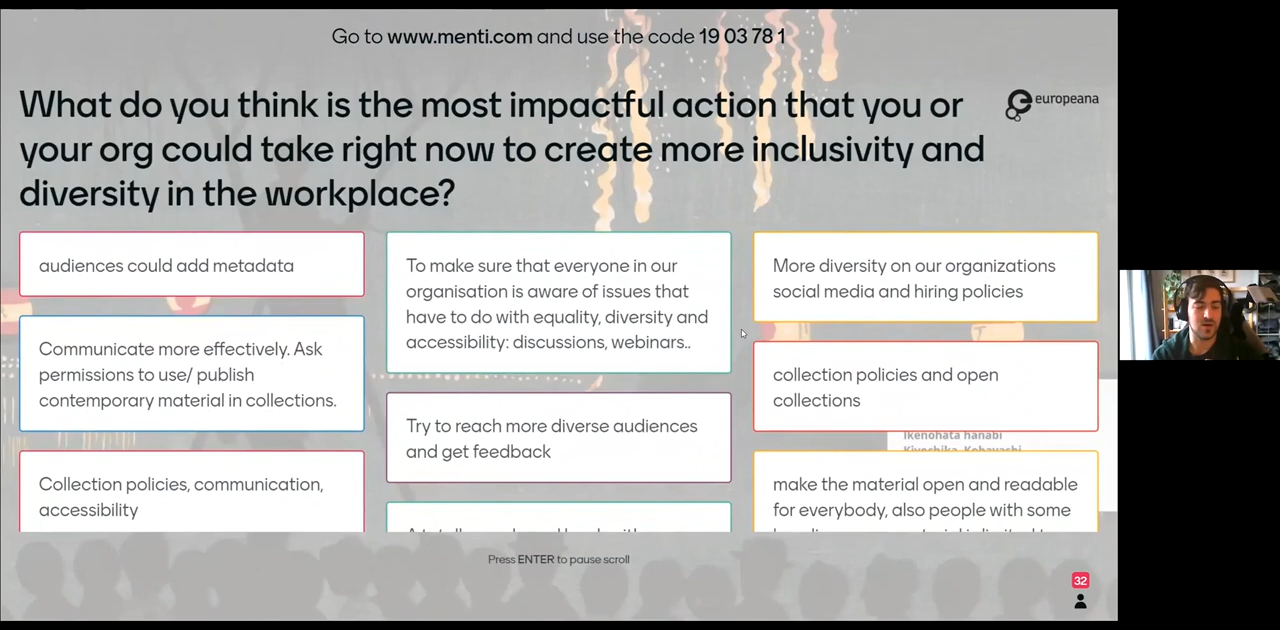 Go to www.menti.com and use the code 19 03 78 1
What do you think is the most impactful action that you or
your org could take right now to create more inclusivity and
diversity in the workplace?
europeana
audiences could add metadata
Communicate more effectively. Ask
permissions to use/ publish
contemporary material in collections.
Collection policies, communication,
accessibility
To make sure that everyone in our
organisation is aware of issues that
have to do with equality, diversity and
accessibility: discussions, webinars..
Try to reach more diverse audiences
and get feedback
More diversity on our organizations
social media and hiring policies
collection policies and open
collections
Ikenohata hanabi
Kiyochika, Kobayashi
make the material open and readable
for everybody, also people with some
Press ENTER to pause scroll
32